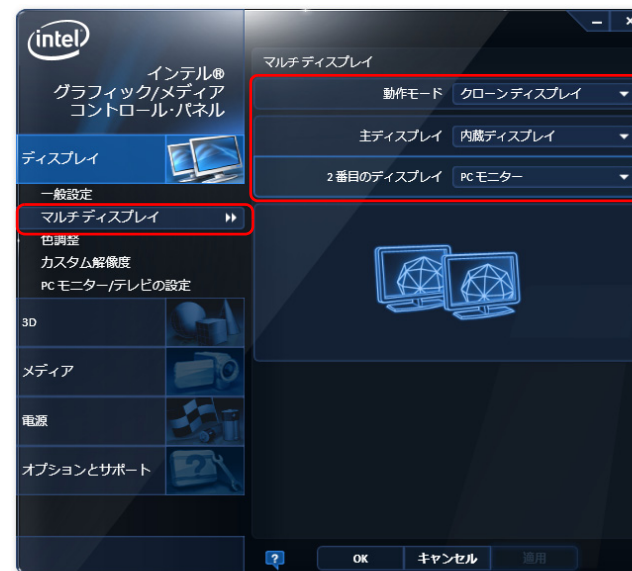 intel
インテル®
グラフィック/メディア
コントロール・パネル
ディスプレイ
一般設定
マルチ ディスプレイ
色調整
カスタム解像度
PC モニター/テレビの設定
3D
メディア
電源
オプションとサポート
マルチ ディスプレイ
動作モード クローン ディスプレイ
主ディスプレイ 内蔵ディスプレイ
2 番目のディスプレイ PC モニター
?
OK キャンセル 適用